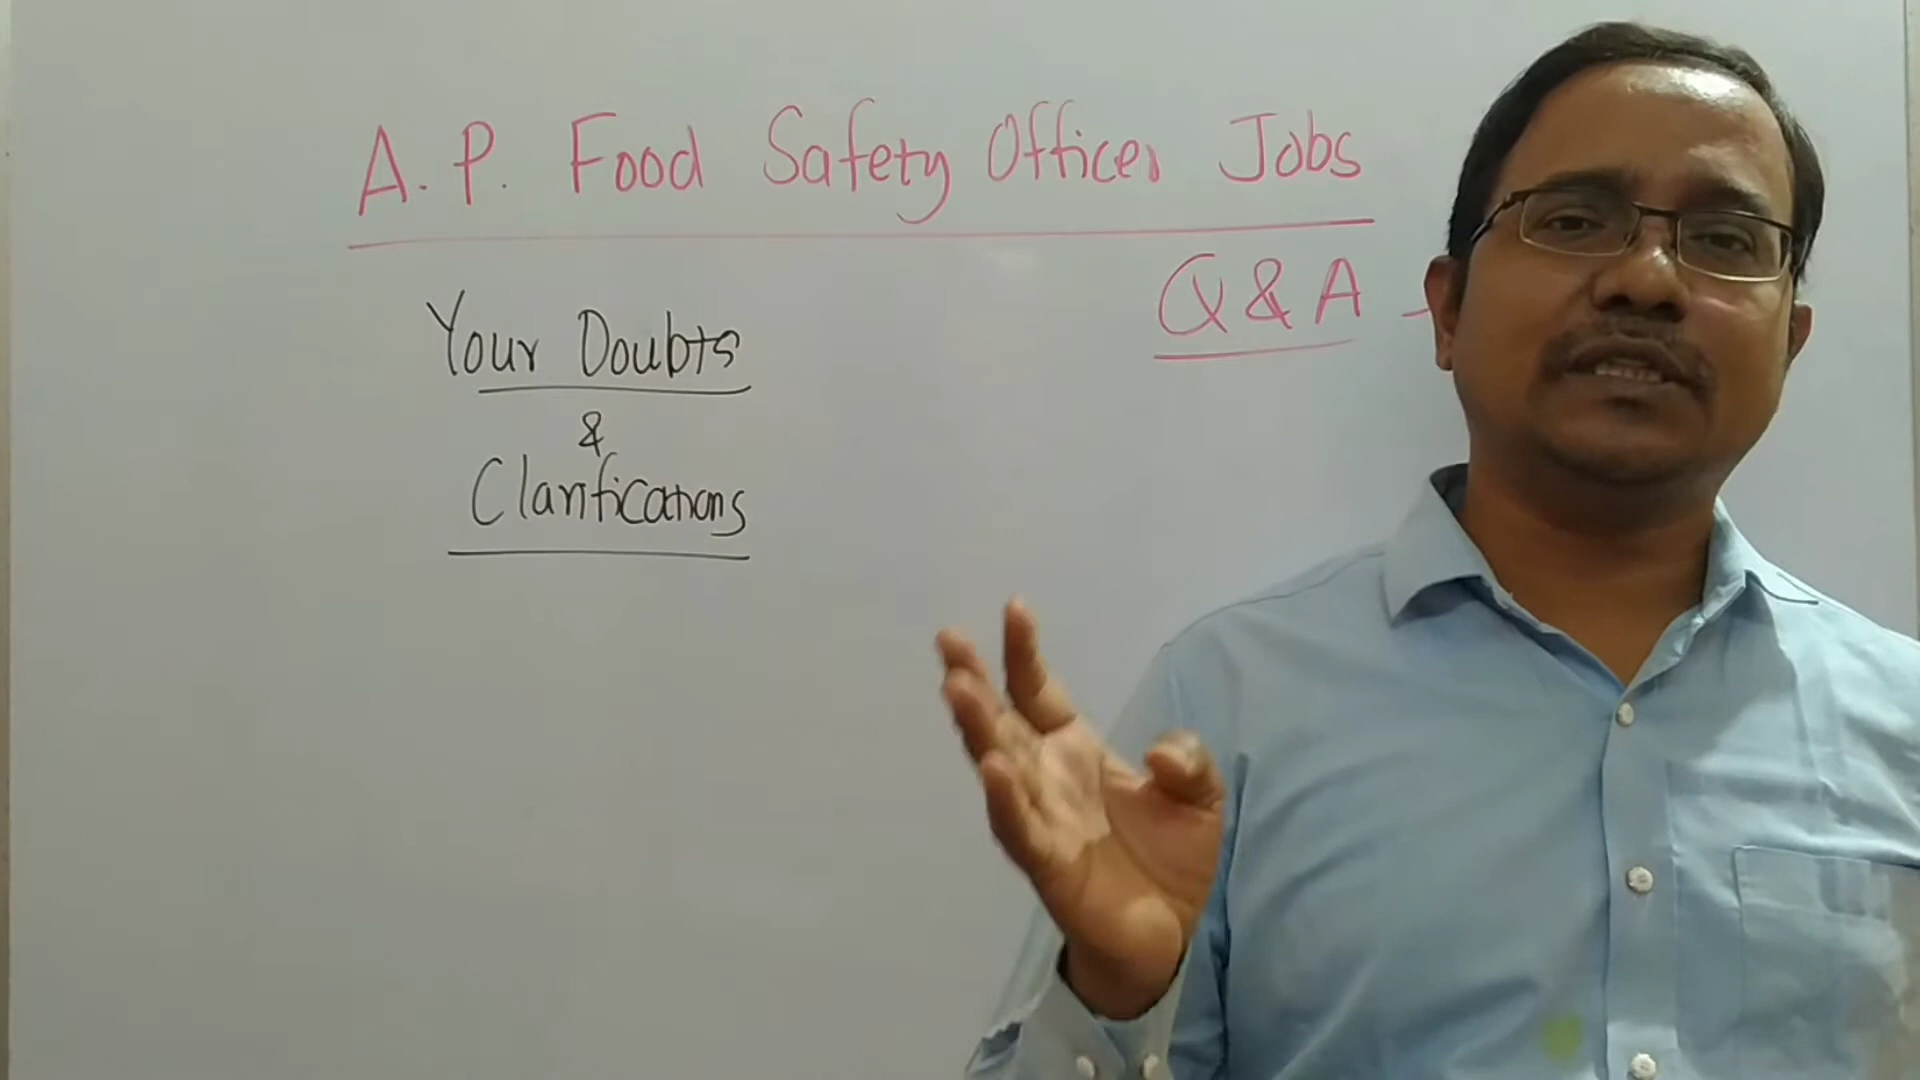 A. P. Food Safety Officer Jobs
Q & A -
Your Doubts
&
Clarifications